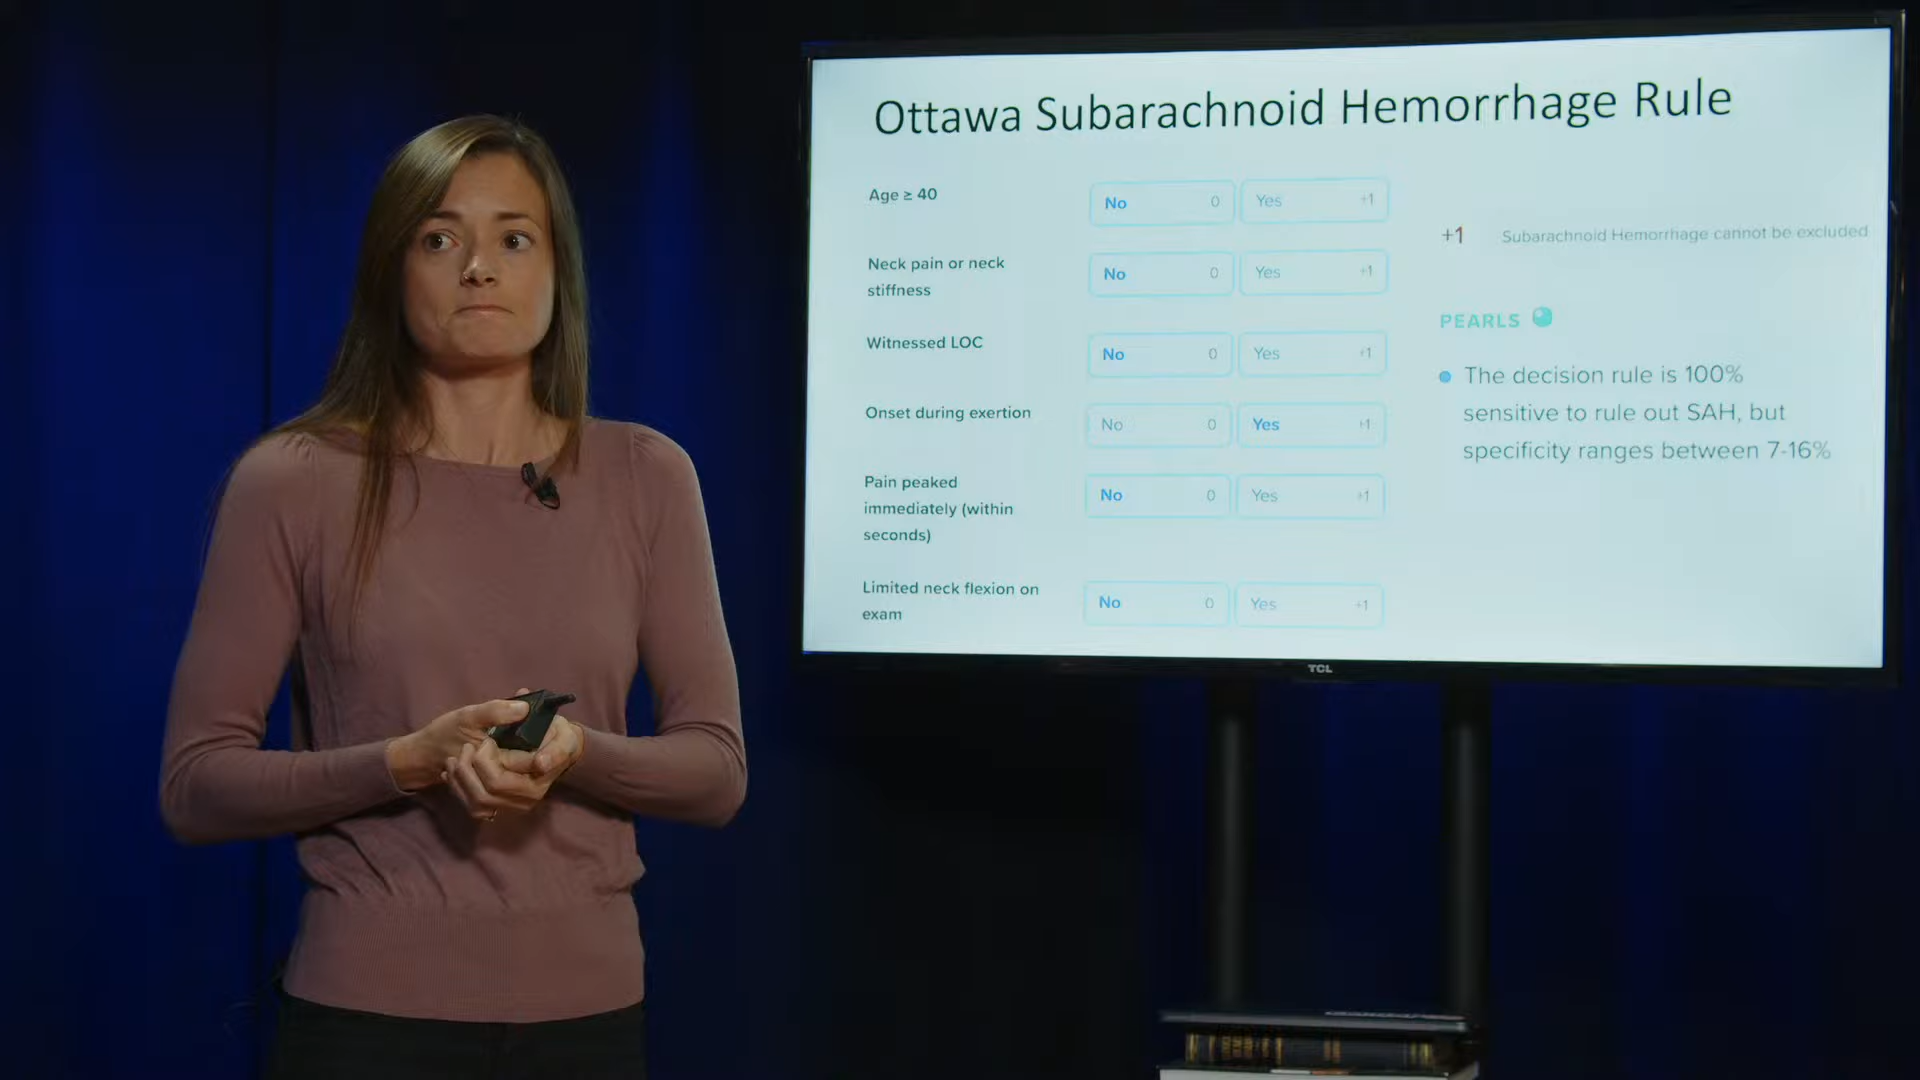 Ottawa Subarachnoid Hemorrhage Rule
Age ≥ 40
No 0 Yes +1
Neck pain or neck
stiffness
No 0 Yes +1
Witnessed LOC
No 0 Yes +1
Onset during exertion
No 0 Yes +1
Pain peaked
immediately (within
seconds)
No 0 Yes +1
Limited neck flexion on
exam
No 0 Yes +1
+1 Subarachnoid Hemorrhage cannot be excluded
PEARLS
The decision rule is 100%
sensitive to rule out SAH, but
specificity ranges between 7-16%
TCL